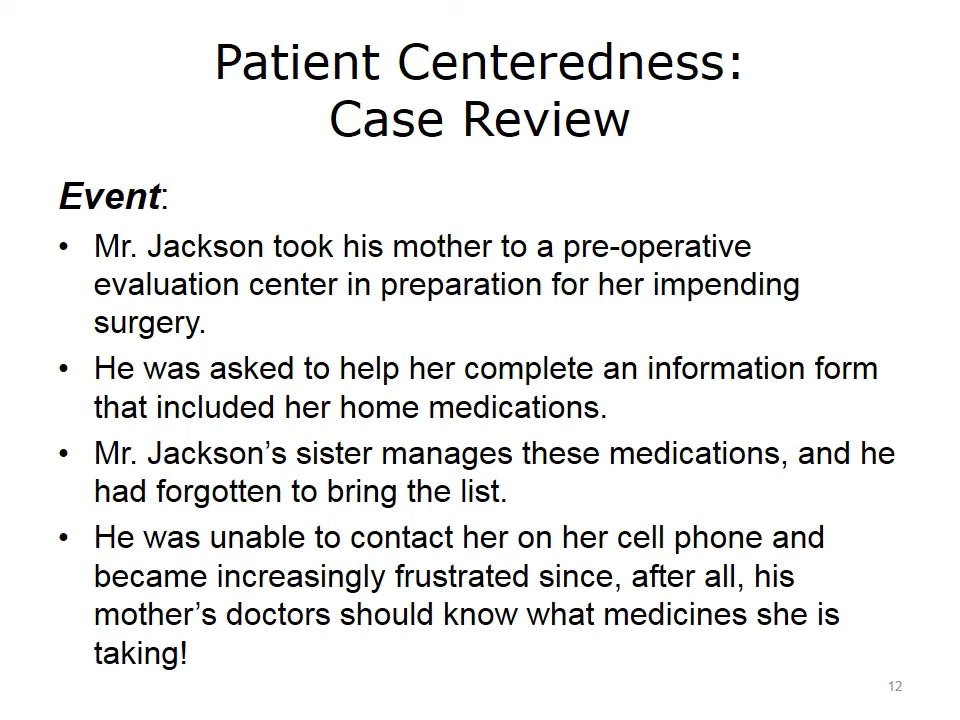 Patient Centeredness:
Case Review
Event:
• Mr. Jackson took his mother to a pre-operative
evaluation center in preparation for her impending
surgery.
• He was asked to help her complete an information form
that included her home medications.
• Mr. Jackson’s sister manages these medications, and he
had forgotten to bring the list.
• He was unable to contact her on her cell phone and
became increasingly frustrated since, after all, his
mother’s doctors should know what medicines she is
taking!
12